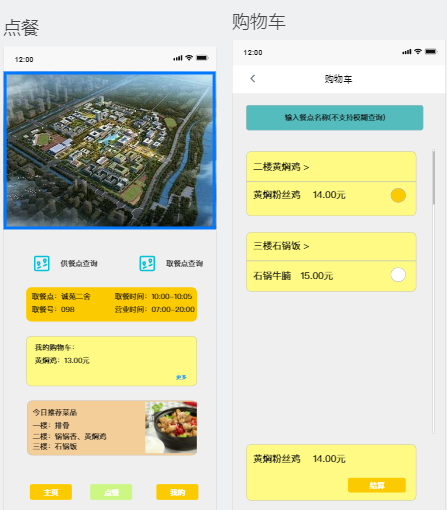 点餐
12:00
供餐点查询
取餐点查询
取餐点：诚苑二舍 取餐时间：10:00-10:05
取餐号：098 营业时间：07:00-20:00
我的购物车：
黄焖鸡：13.00元
更多
今日推荐菜品
一楼：排骨
二楼：锅锅香、黄焖鸡
三楼：石锅饭
主页
点餐
我的
购物车
12:00
购物车
输入餐点名称(不支持模糊查询)
二楼黄焖鸡 >
黄焖粉丝鸡 14.00元
三楼石锅饭 >
石锅牛腩 15.00元
黄焖粉丝鸡 14.00元
结算